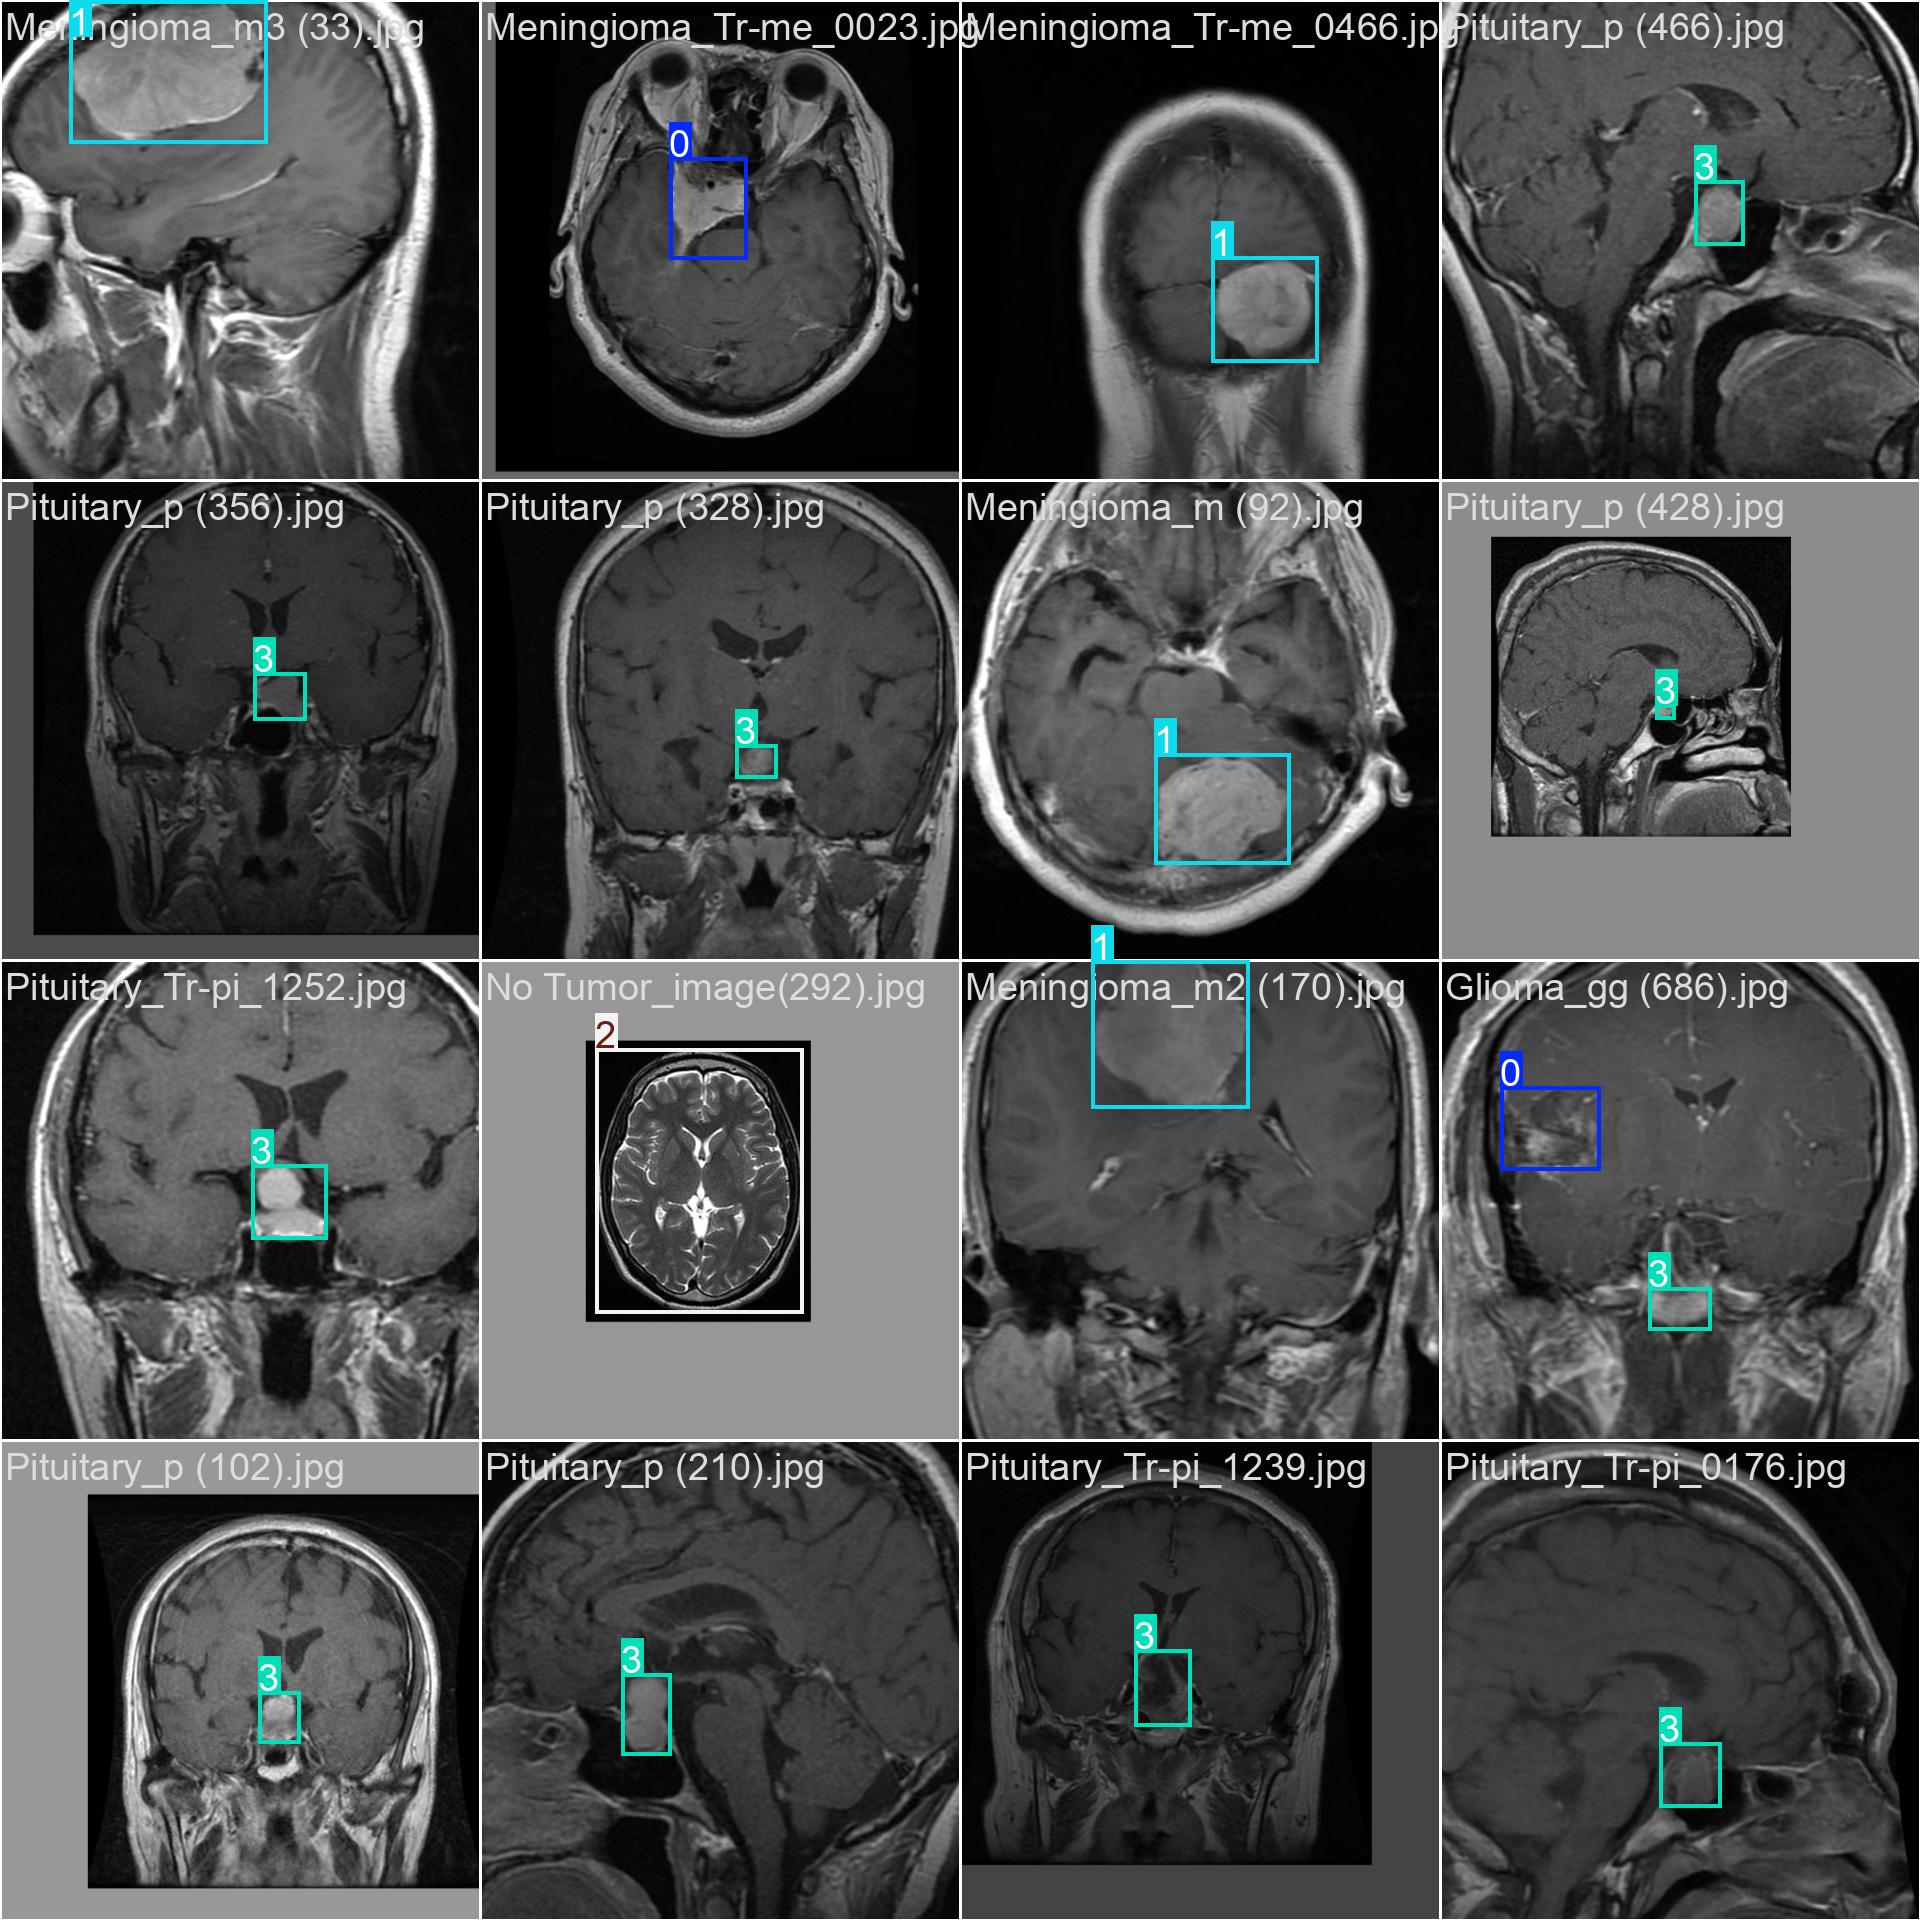 Meningioma_m3 (33).jpg
1
Meningioma_Tr-me_0023.jpg
0
Meningioma_Tr-me_0466.jpg
1
Pituitary_p (466).jpg
3
Pituitary_p (356).jpg
3
Pituitary_p (328).jpg
3
Meningioma_m (92).jpg
1
Pituitary_p (428).jpg
3
Pituitary_Tr-pi_1252.jpg
3
No Tumor_image(292).jpg
2
Meningioma_m2 (170).jpg
1
Glioma_gg (686).jpg
0
3
Pituitary_p (102).jpg
3
Pituitary_p (210).jpg
3
Pituitary_Tr-pi_1239.jpg
3
Pituitary_Tr-pi_0176.jpg
3